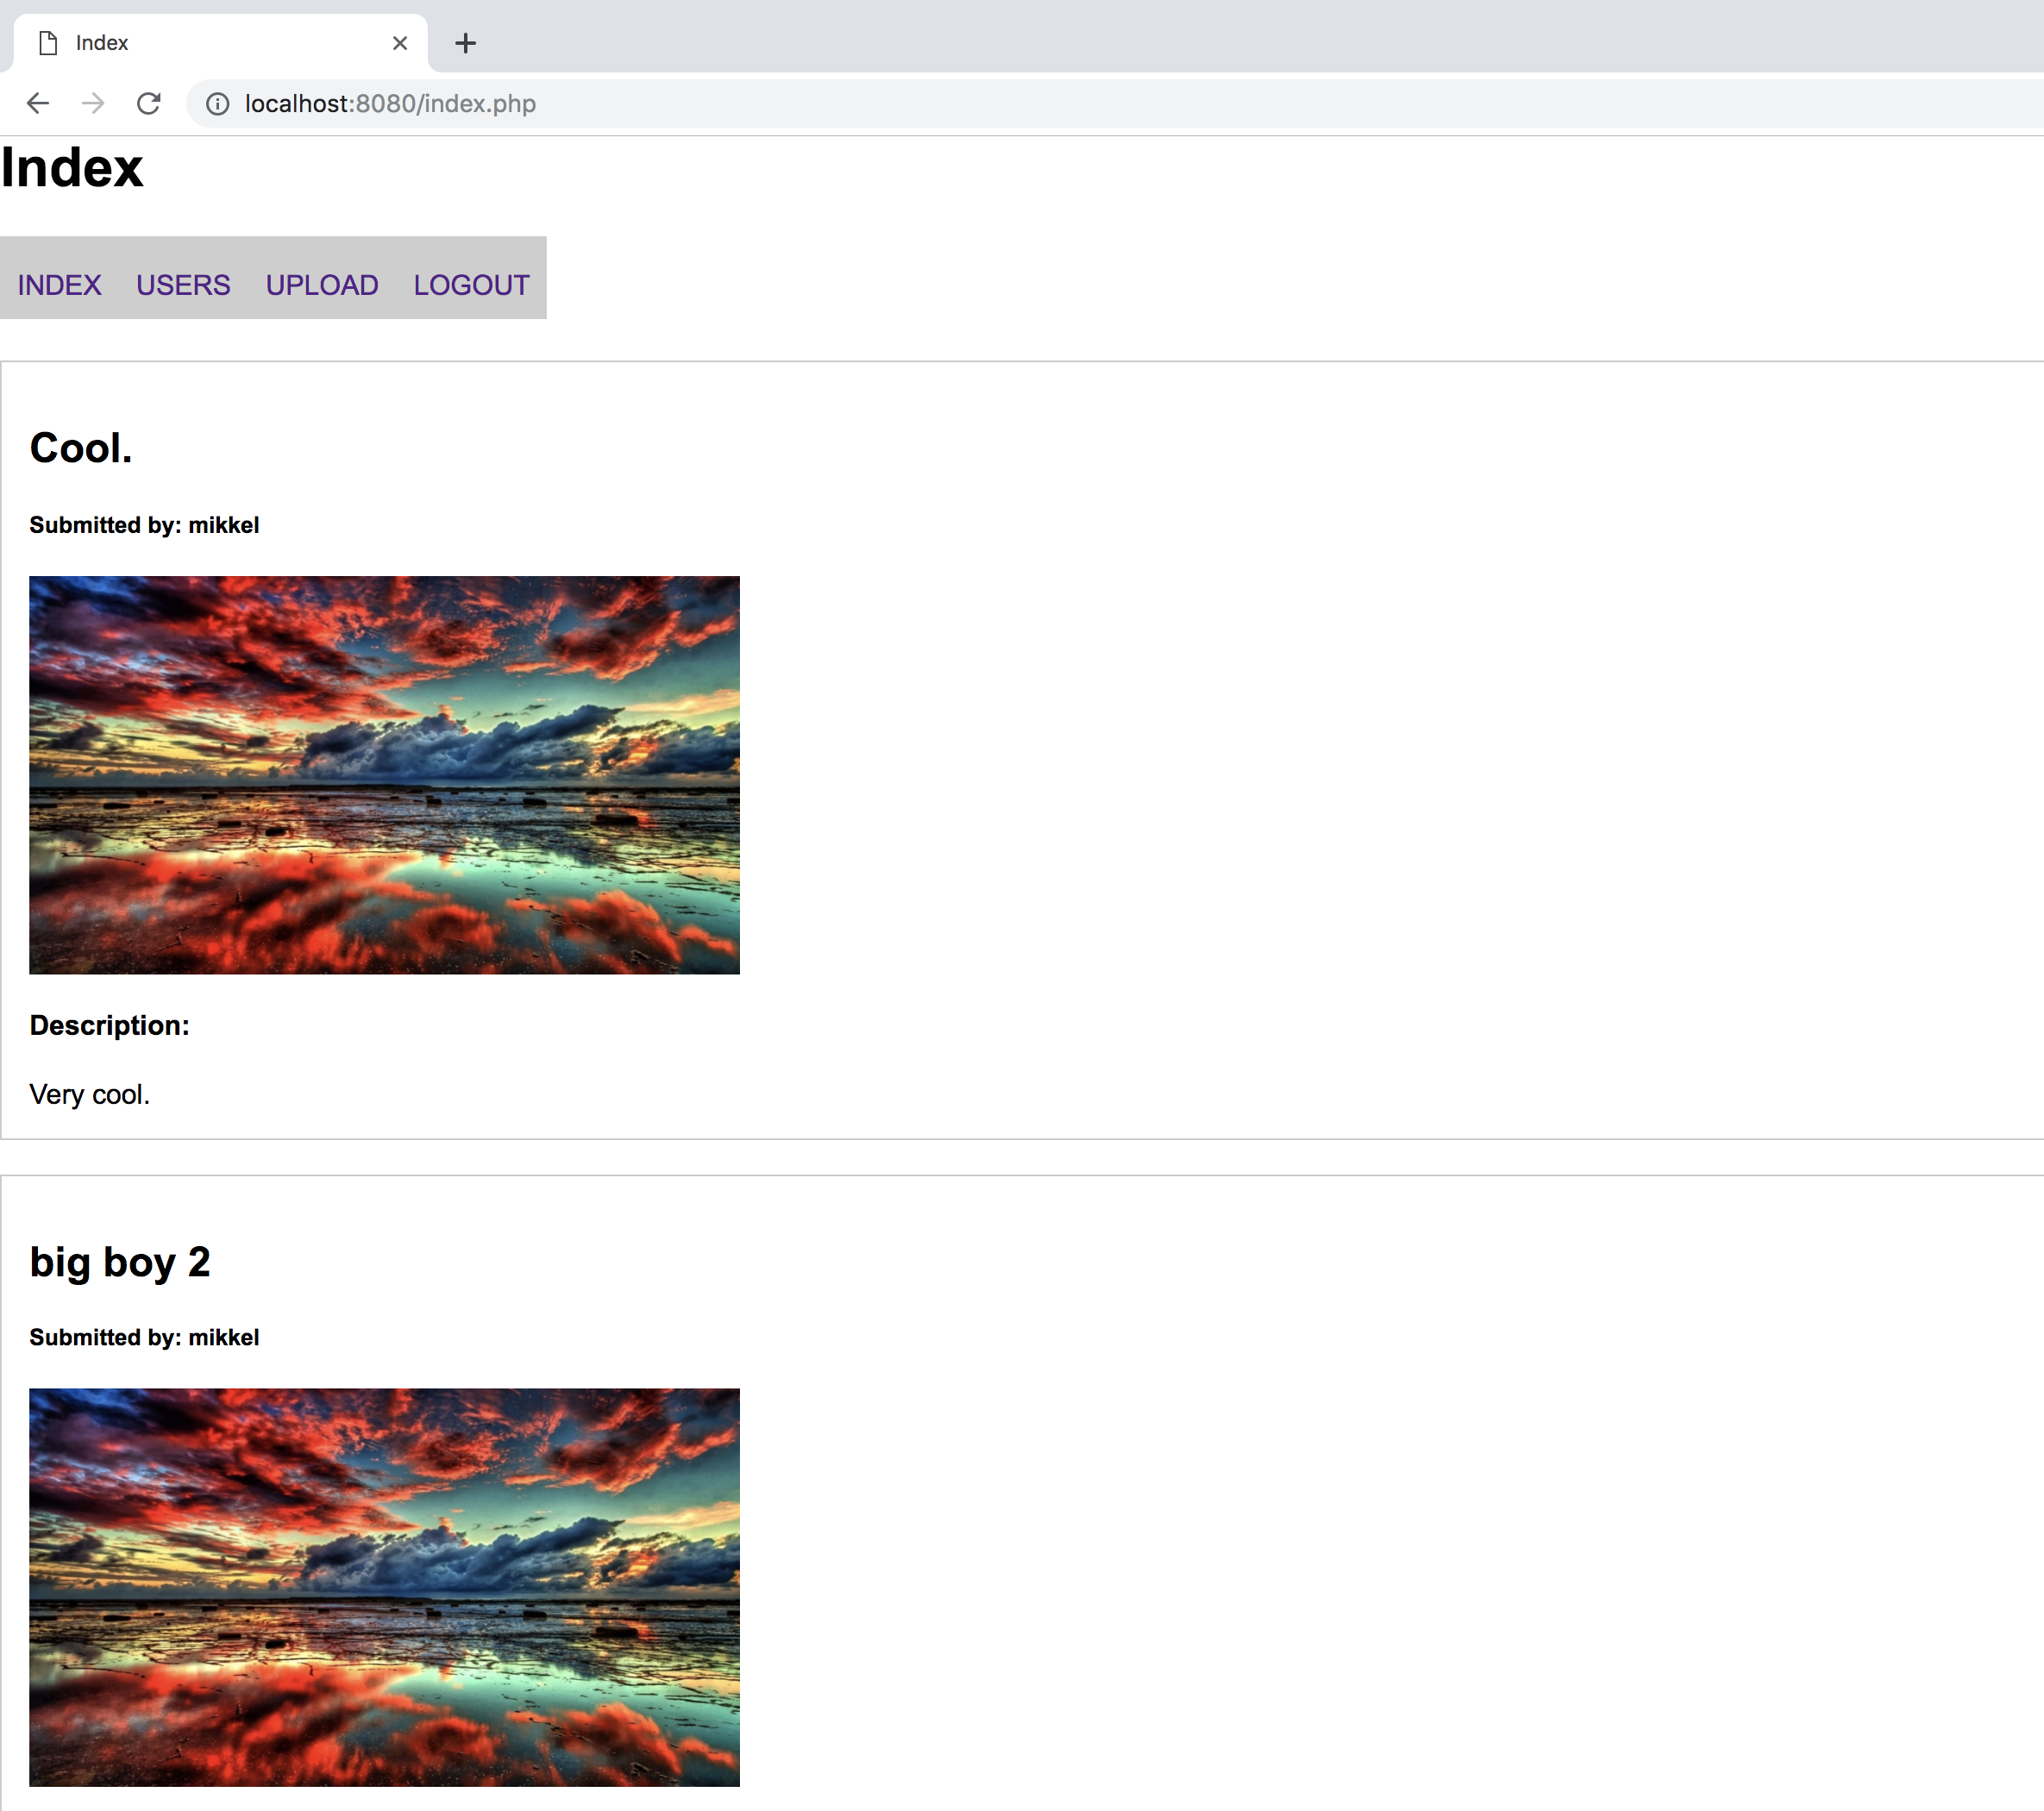 Index
localhost:8080/index.php
Index
INDEX USERS UPLOAD LOGOUT
Cool.
Submitted by: mikkel
Description:
Very cool.
big boy 2
Submitted by: mikkel